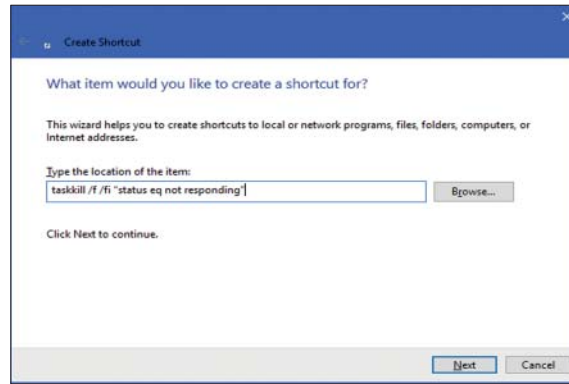 Create Shortcut
What item would you like to create a shortcut for?
This wizard helps you to create shortcuts to local or network programs, files, folders, computers, or
Internet addresses.
Type the location of the item:
taskkill /f /fi "status eq not responding"
Browse...
Click Next to continue.
Next Cancel